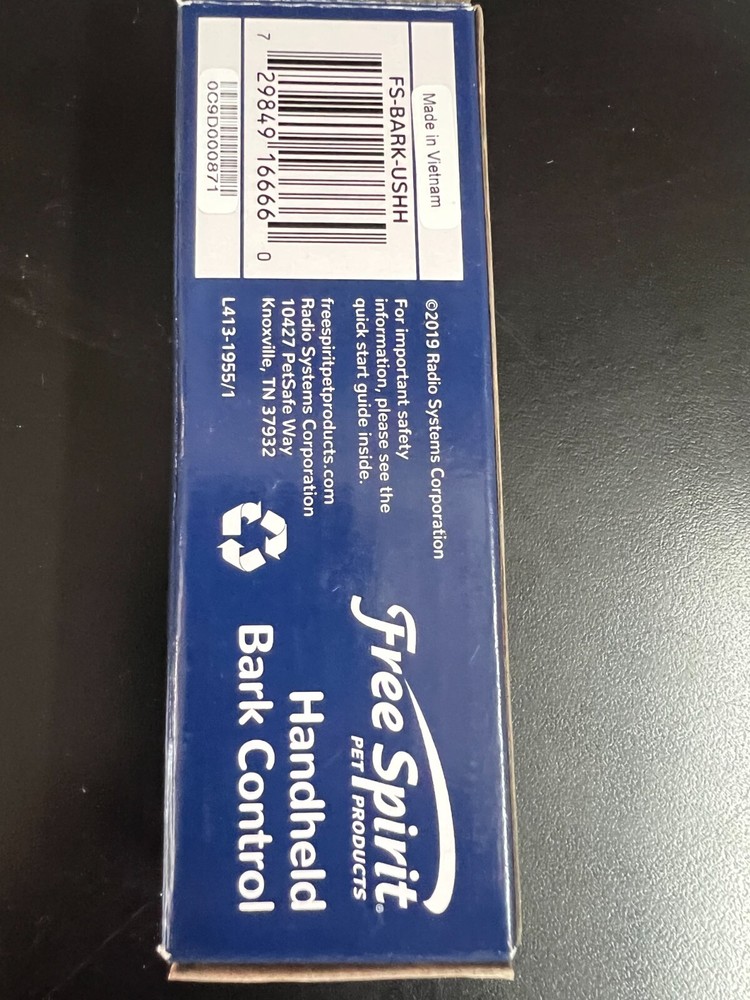 Made in Vietnam
FS-BARK-USHH
7 29849 16666 0
0C9D000871
©2019 Radio Systems Corporation
For important safety
information, please see the
quick start guide inside.
freespiritpetproducts.com
Radio Systems Corporation
10427 PetSafe Way
Knoxville, TN 37932
L413-1955/1
Free Spirit®
PET PRODUCTS
Handheld
Bark Control